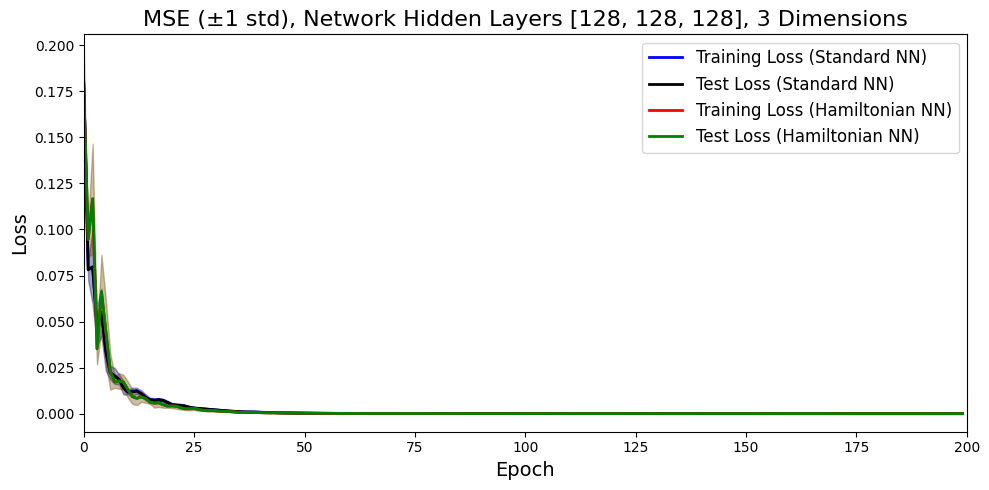 MSE (±1 std), Network Hidden Layers [128, 128, 128], 3 Dimensions
Training Loss (Standard NN)
Test Loss (Standard NN)
Training Loss (Hamiltonian NN)
Test Loss (Hamiltonian NN)
Loss
0.200
0.175
0.150
0.125
0.100
0.075
0.050
0.025
0.000
0 25 50 75 100 125 150 175 200
Epoch